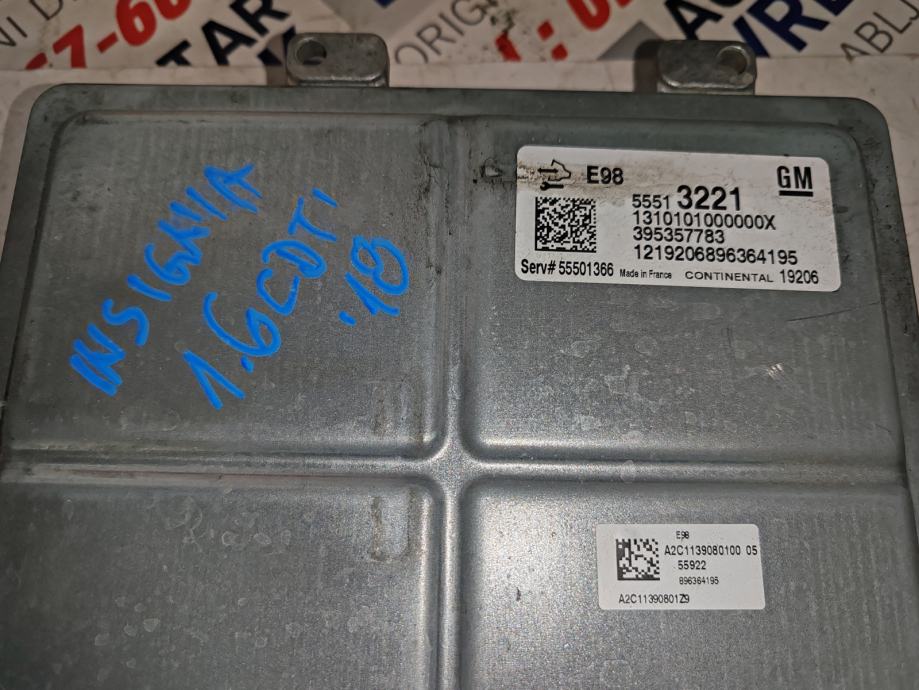 INSIGNIA
1.6CDTI
'18
E98
GM
5551 3221
1310101000000X
395357783
1219206896364195
Serv# 55501366 Made in France CONTINENTAL 19206
E98
A2C1139080100 05
55922
896364195
A2C11390801Z9
ORIG